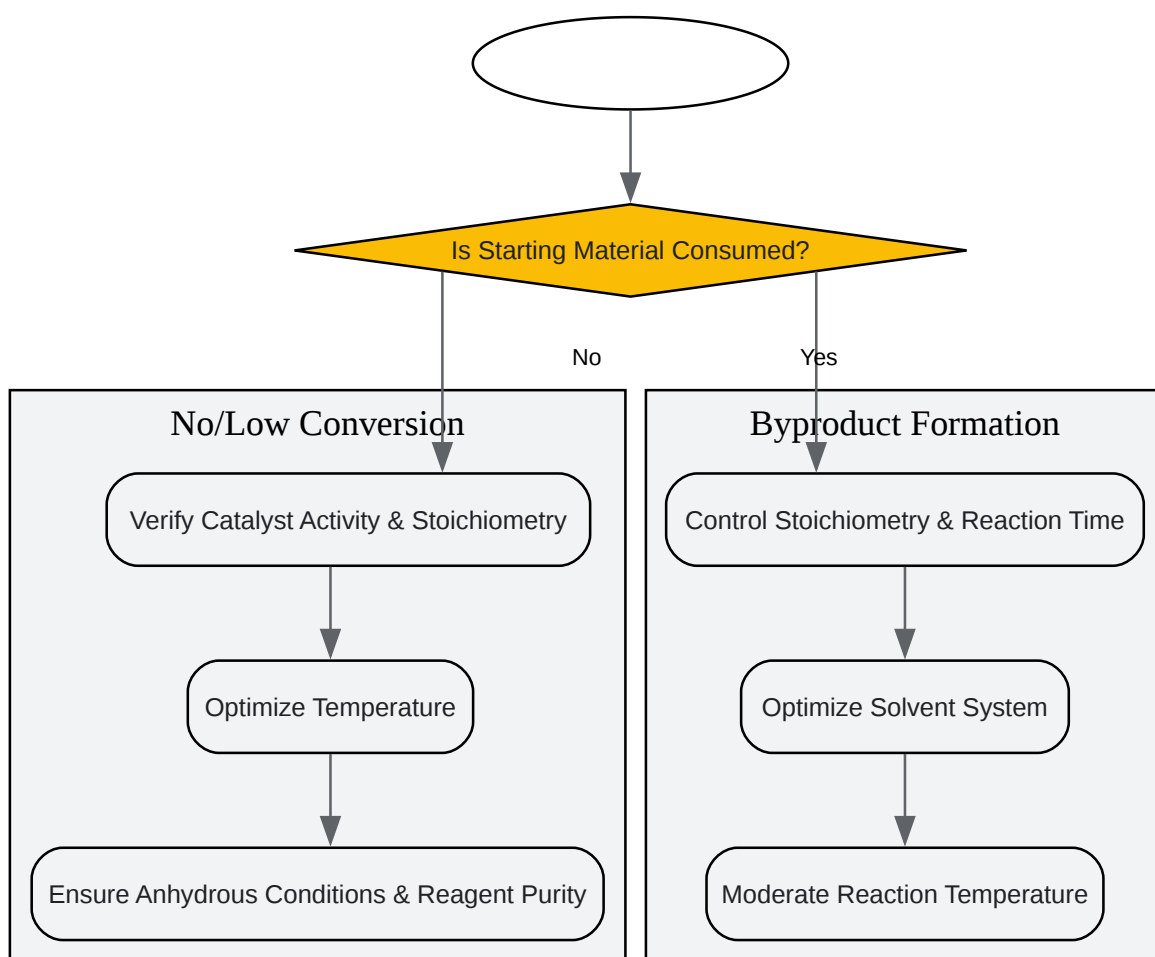 Is Starting Material Consumed?
No
Yes
No/Low Conversion
Verify Catalyst Activity & Stoichiometry
Optimize Temperature
Ensure Anhydrous Conditions & Reagent Purity
Byproduct Formation
Control Stoichiometry & Reaction Time
Optimize Solvent System
Moderate Reaction Temperature